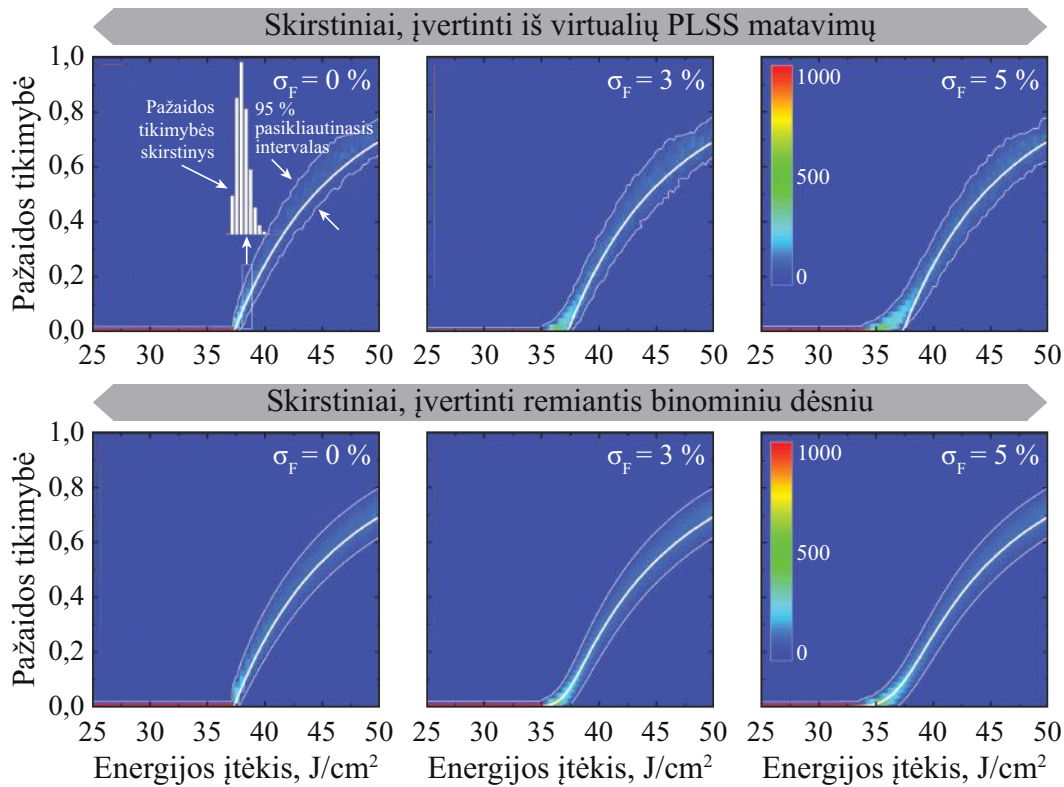 Skirstiniai, įvertinti iš virtualių PLSS matavimų
Pažaidos tikimybė
1,0
0,8
0,6
0,4
0,2
0,0
σF = 0 %
Pažaidos
tikimybės
skirstinys
95 %
pasikliautinasis
intervalas
25 30 35 40 45 50
σF = 3 %
25 30 35 40 45 50
σF = 5 %
1000
500
0
25 30 35 40 45 50
Skirstiniai, įvertinti remiantis binominiu dėsniu
Pažaidos tikimybė
1,0
0,8
0,6
0,4
0,2
0,0
σF = 0 %
25 30 35 40 45 50
Energijos įtėkis, J/cm²
σF = 3 %
25 30 35 40 45 50
Energijos įtėkis, J/cm²
σF = 5 %
1000
500
0
25 30 35 40 45 50
Energijos įtėkis, J/cm²